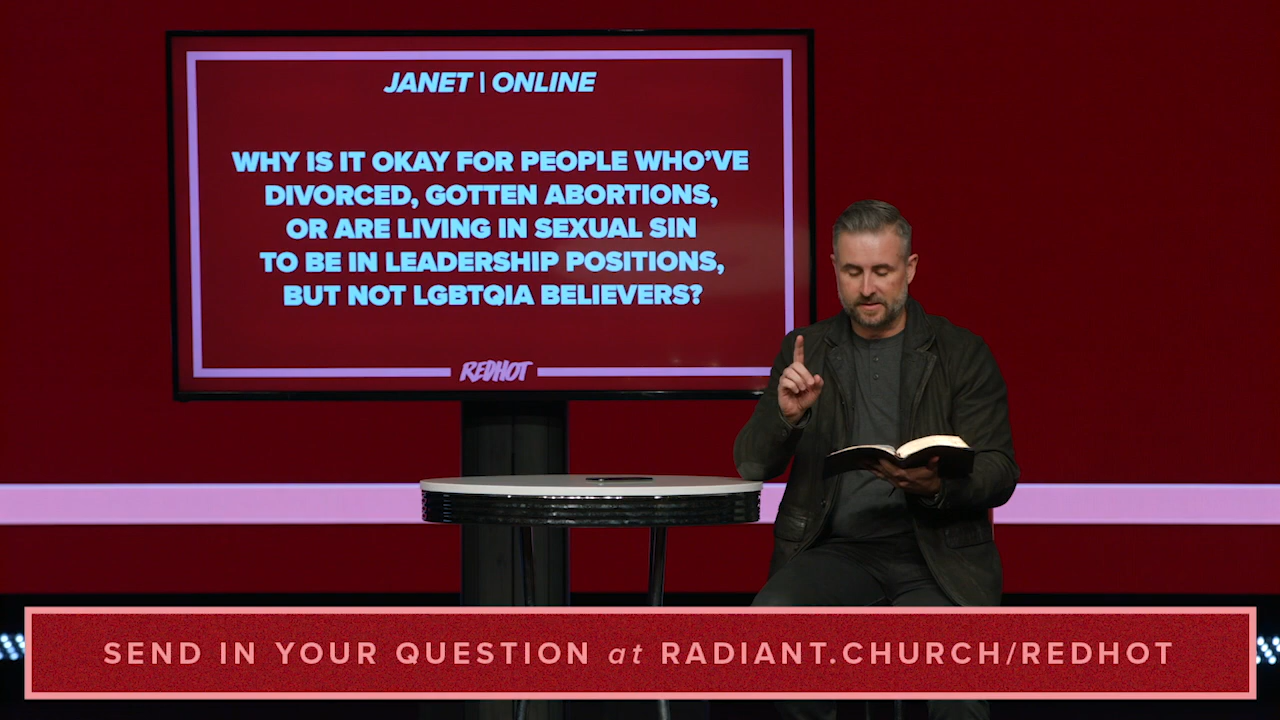 JANET | ONLINE
WHY IS IT OKAY FOR PEOPLE WHO'VE
DIVORCED, GOTTEN ABORTIONS,
OR ARE LIVING IN SEXUAL SIN
TO BE IN LEADERSHIP POSITIONS,
BUT NOT LGBTQIA BELIEVERS?
REDHOT
SEND IN YOUR QUESTION at RADIANT.CHURCH/REDHOT